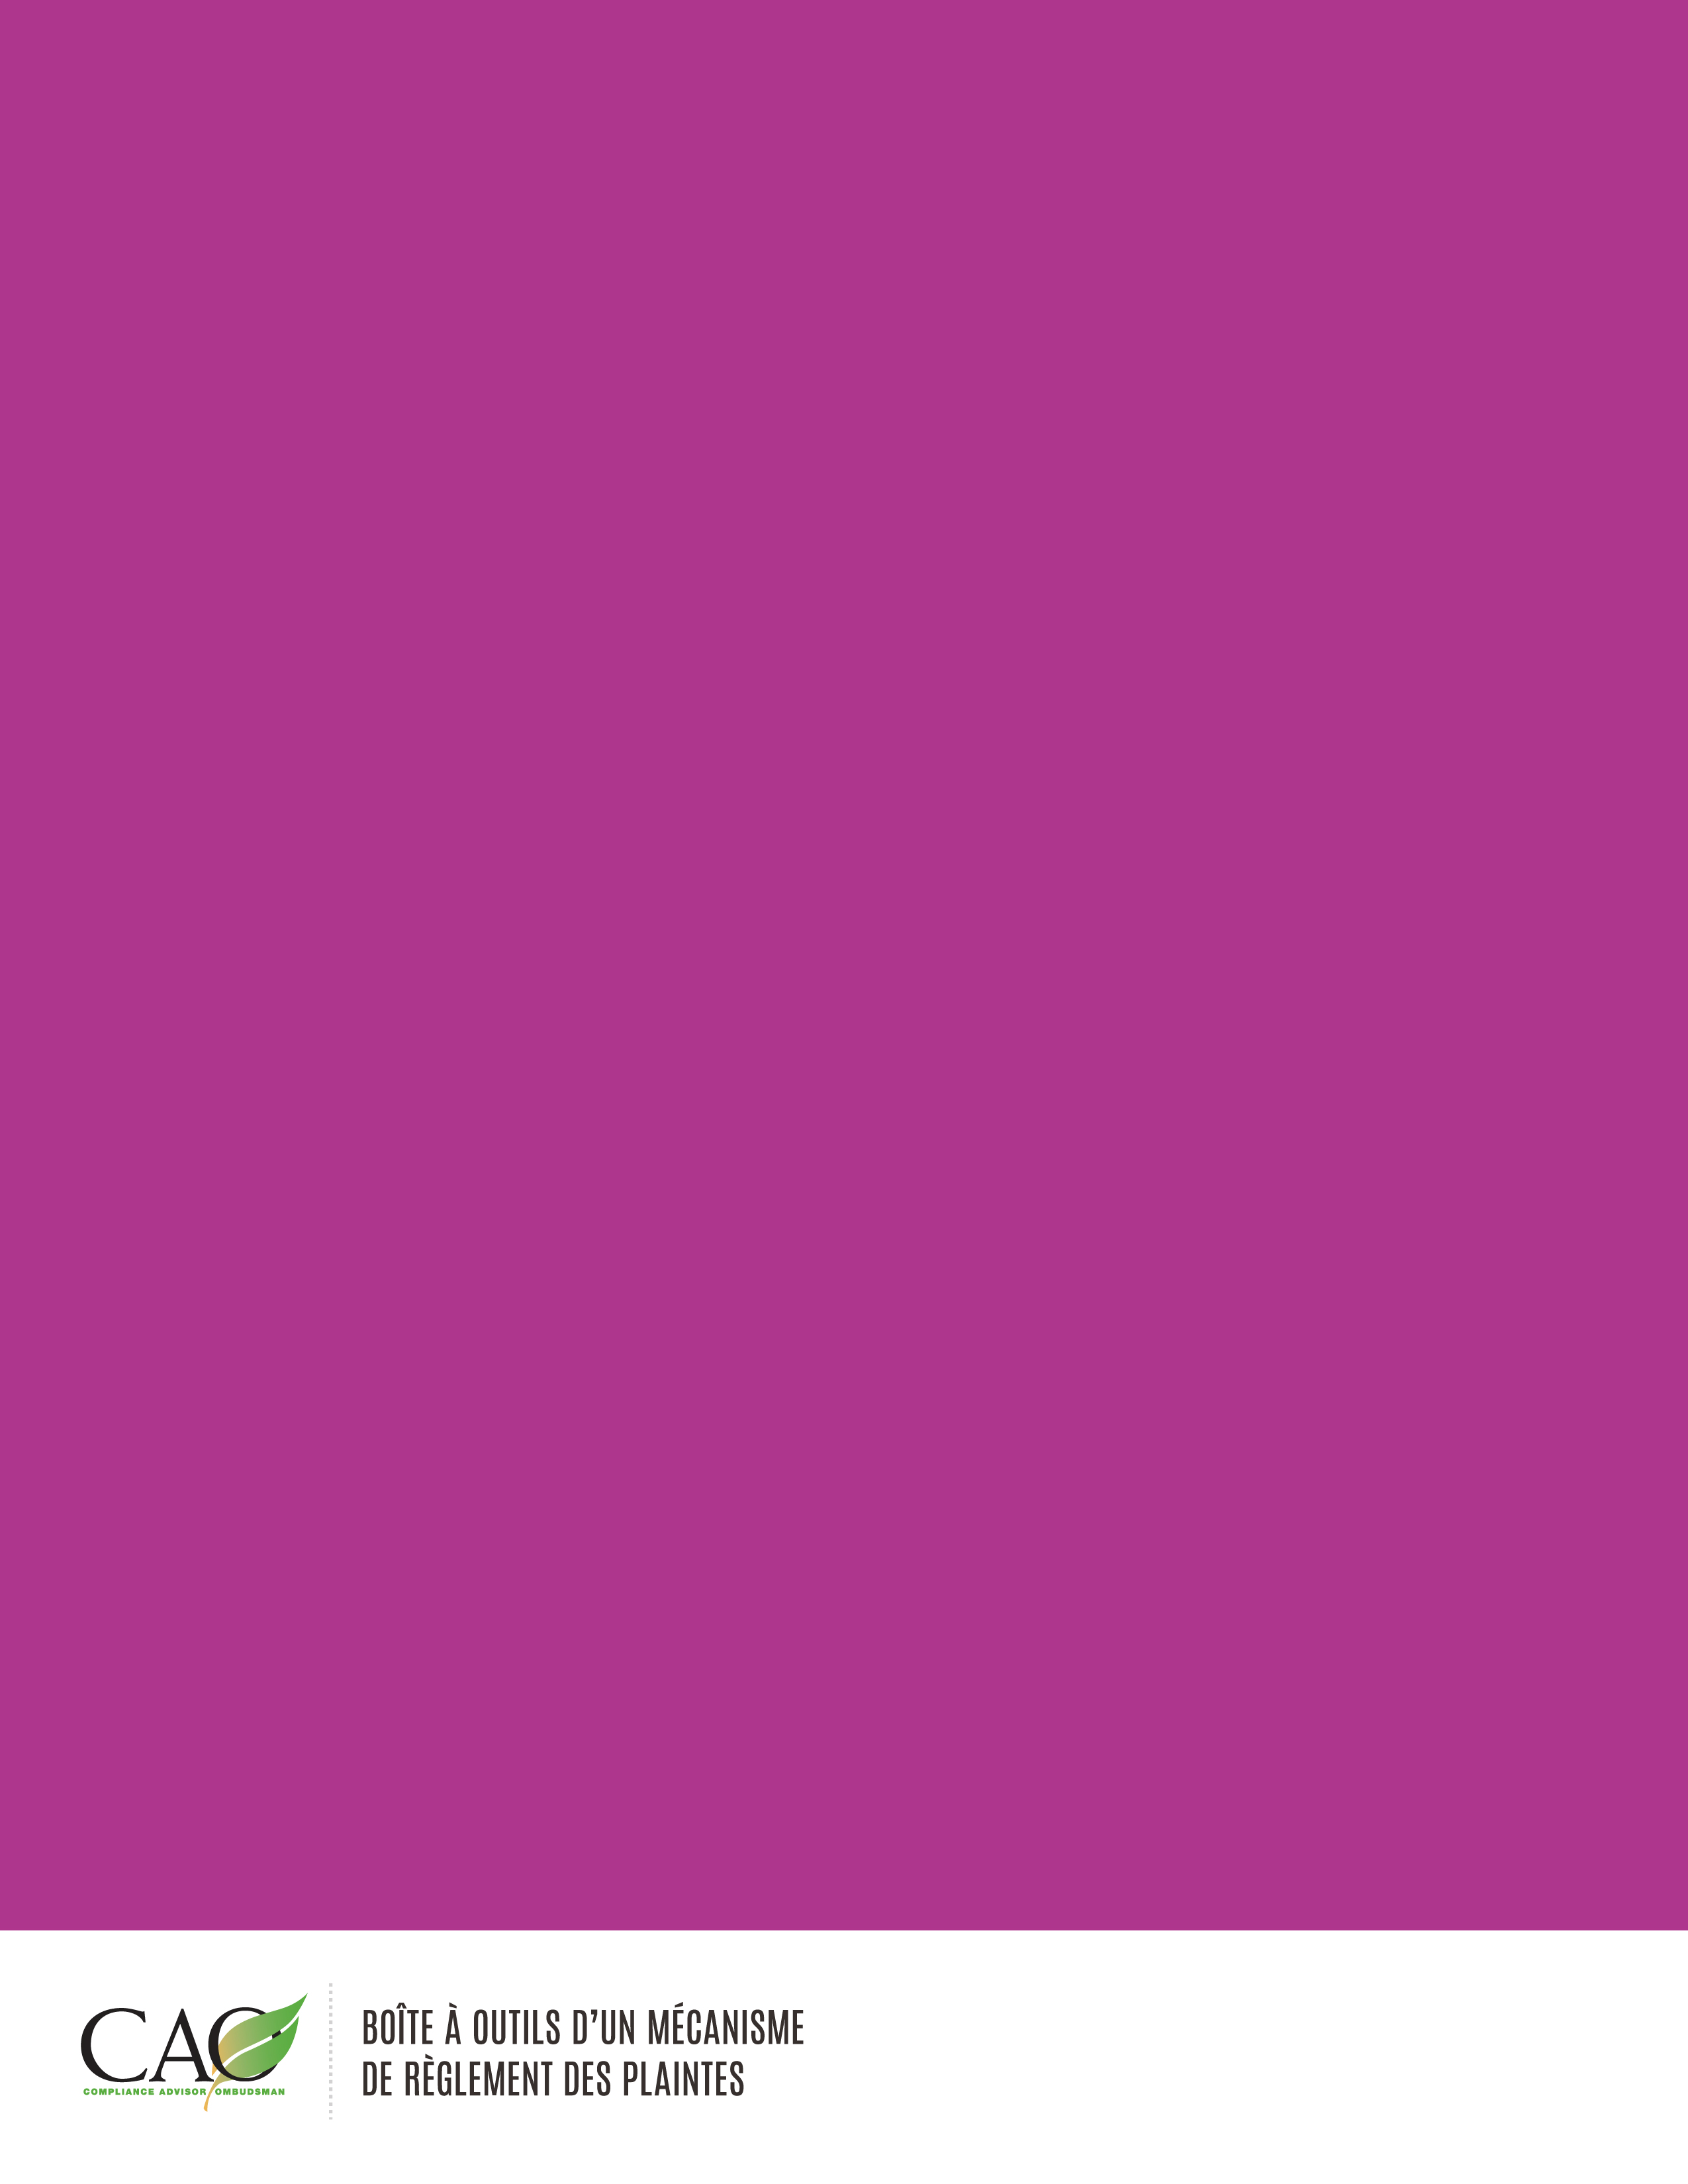 CAO
COMPLIANCE ADVISOR OMBUDSMAN
BOÎTE À OUTILS D’UN MÉCANISME
DE RÈGLEMENT DES PLAINTES